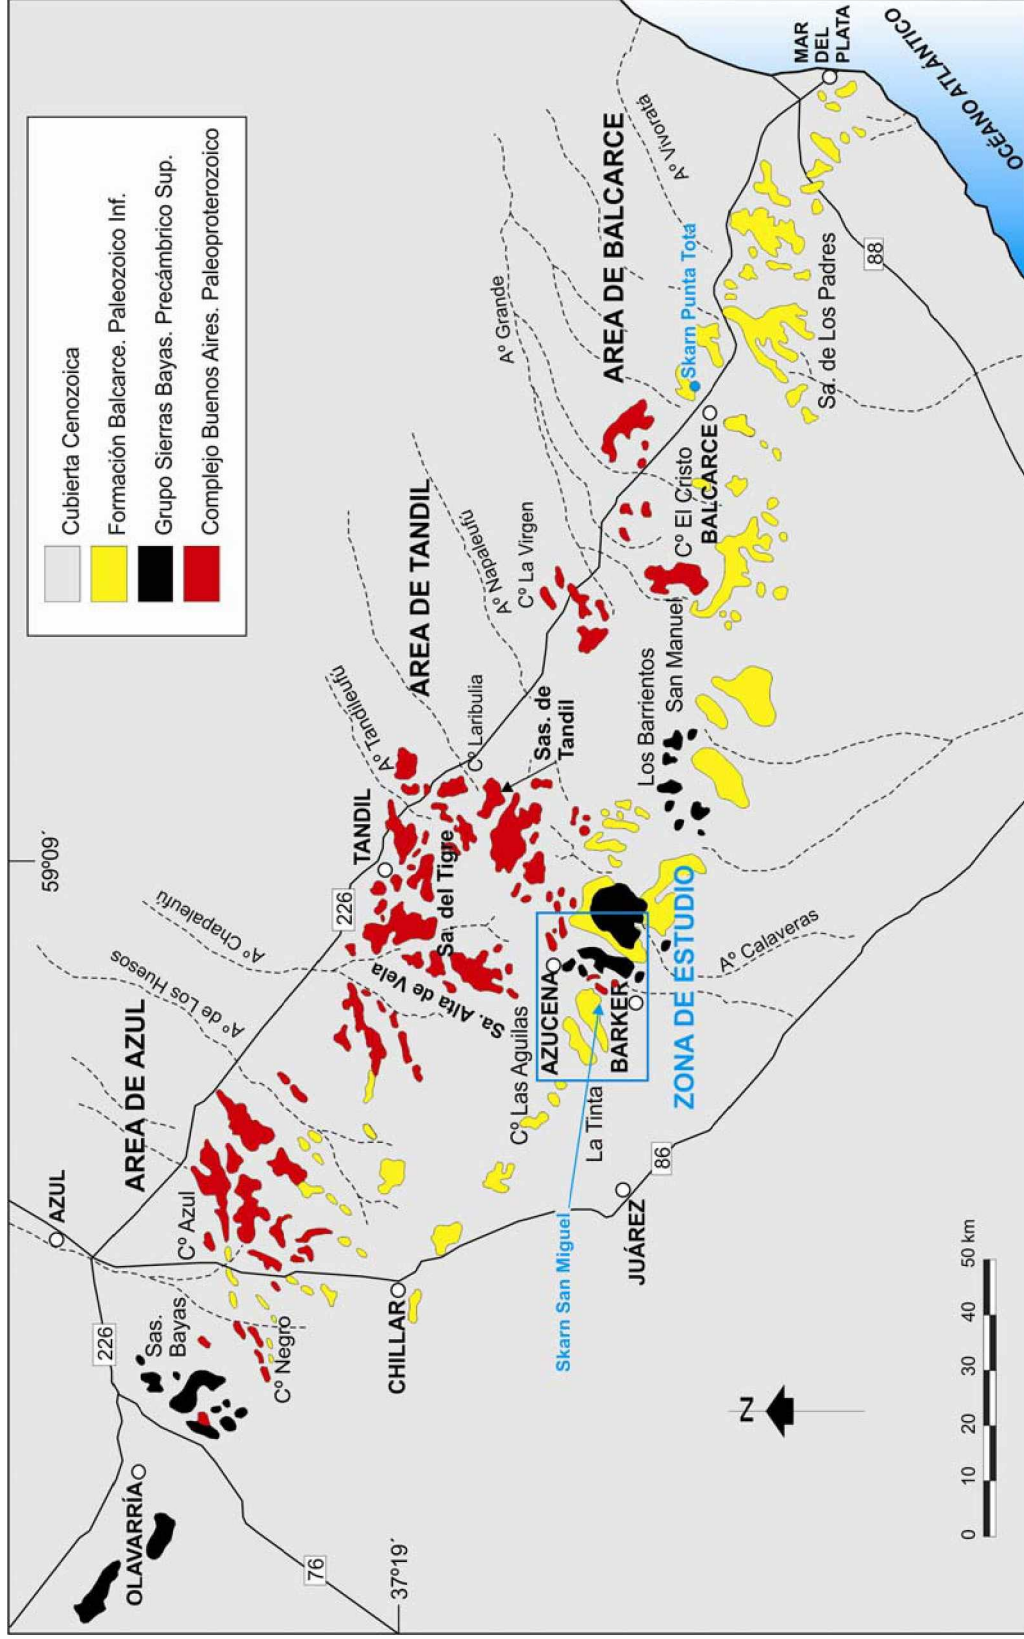 Cubierta Cenozoica
Formación Balcarce. Paleozoico Inf.
Grupo Sierras Bayas. Precámbrico Sup.
Complejo Buenos Aires. Paleoproterozoico
59º09´
37º19´
OLAVARRÍA
226
76
Sas.
Bayas
Cº Negro
AZUL
Cº Azul
AREA DE AZUL
Aº de Los Huesos
Aº Chapaleufú
CHILLAR
226
TANDIL
Aº Tandileufú
AREA DE TANDIL
Sa. del Tigre
Sa. Alta de Vela
Cº Laribulia
Sas. de
Tandil
Aº Napaleufú
Cº La Virgen
Aº Grande
Cº Las Aguilas
AZUCENA
BARKER
La Tinta
Skarn San Miguel
ZONA DE ESTUDIO
Aº Calaveras
JUÁREZ
86
Los Barrientos
San Manuel
Cº El Cristo
BALCARCE
AREA DE BALCARCE
Skarn Punta Tota
Aº Vivoratá
Sa. de Los Padres
88
MAR
DEL
PLATA
OCÉANO ATLÁNTICO
N
0 10 20 30 40 50 km